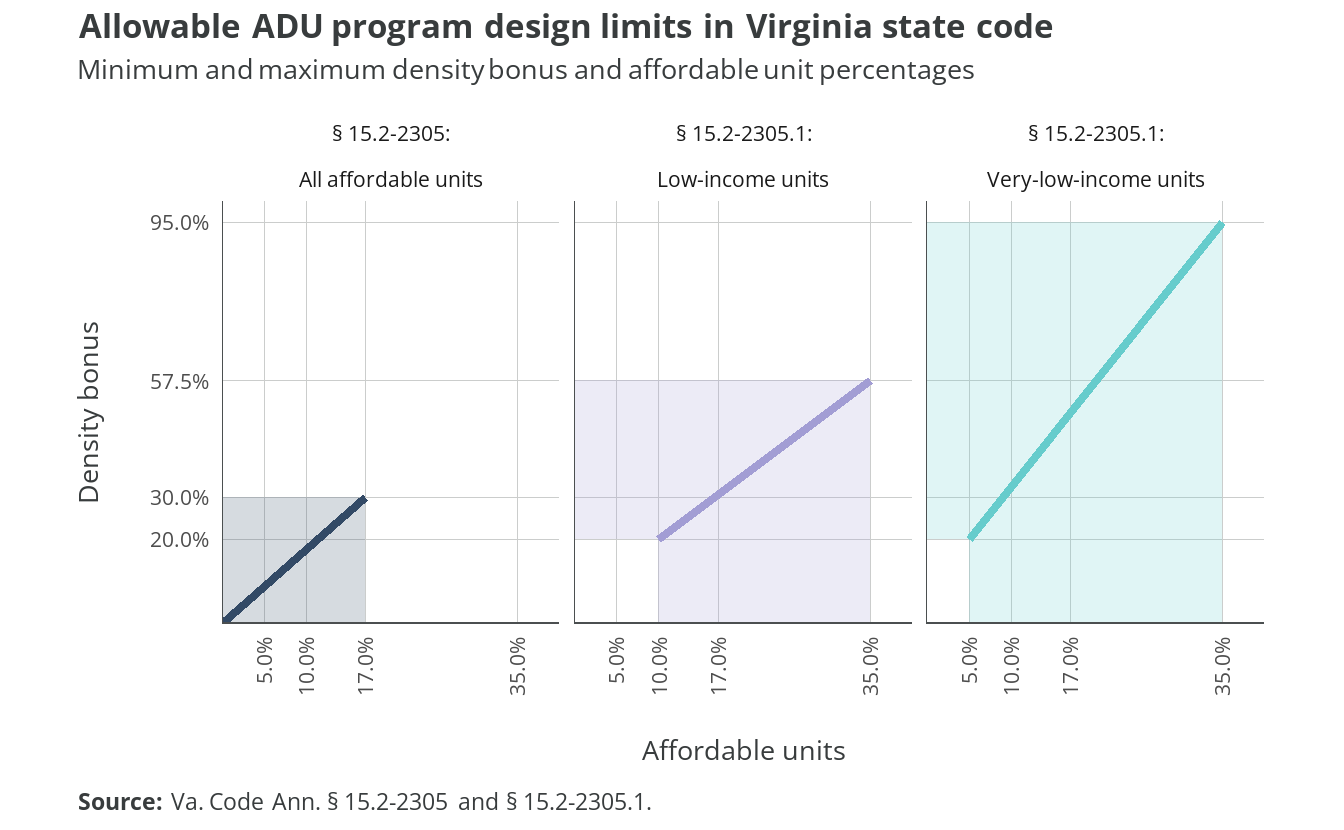 Allowable ADU program design limits in Virginia state code
Minimum and maximum density bonus and affordable unit percentages
§ 15.2-2305:
All affordable units
§ 15.2-2305.1:
Low-income units
§ 15.2-2305.1:
Very-low-income units
Density bonus
95.0%
57.5%
30.0%
20.0%
5.0%
10.0%
17.0%
35.0%
5.0%
10.0%
17.0%
35.0%
5.0%
10.0%
17.0%
35.0%
Affordable units
Source: Va. Code Ann. § 15.2-2305 and § 15.2-2305.1.